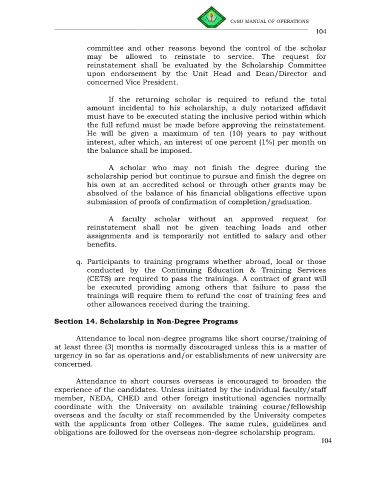 CvSU MANUAL OF OPERATIONS
104
committee and other reasons beyond the control of the scholar
may be allowed to reinstate to service. The request for
reinstatement shall be evaluated by the Scholarship Committee
upon endorsement by the Unit Head and Dean/Director and
concerned Vice President.
If the returning scholar is required to refund the total
amount incidental to his scholarship, a duly notarized affidavit
must have to be executed stating the inclusive period within which
the full refund must be made before approving the reinstatement.
He will be given a maximum of ten (10) years to pay without
interest, after which, an interest of one percent (1%) per month on
the balance shall be imposed.
A scholar who may not finish the degree during the
scholarship period but continue to pursue and finish the degree on
his own at an accredited school or through other grants may be
absolved of the balance of his financial obligations effective upon
submission of proofs of confirmation of completion/graduation.
A faculty scholar without an approved request for
reinstatement shall not be given teaching loads and other
assignments and is temporarily not entitled to salary and other
benefits.
q. Participants to training programs whether abroad, local or those
conducted by the Continuing Education & Training Services
(CETS) are required to pass the trainings. A contract of grant will
be executed providing among others that failure to pass the
trainings will require them to refund the cost of training fees and
other allowances received during the training.
Section 14. Scholarship in Non-Degree Programs
Attendance to local non-degree programs like short course/training of
at least three (3) months is normally discouraged unless this is a matter of
urgency in so far as operations and/or establishments of new university are
concerned.
Attendance to short courses overseas is encouraged to broaden the
experience of the candidates. Unless initiated by the individual faculty/staff
member, NEDA, CHED and other foreign institutional agencies normally
coordinate with the University on available training course/fellowship
overseas and the faculty or staff recommended by the University competes
with the applicants from other Colleges. The same rules, guidelines and
obligations are followed for the overseas non-degree scholarship program.
104